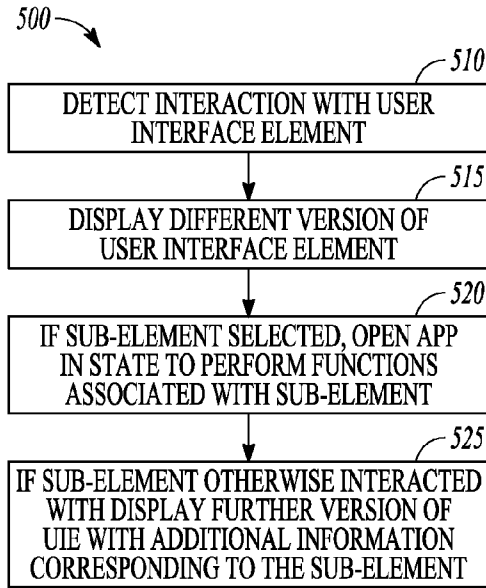 500
510
DETECT INTERACTION WITH USER
INTERFACE ELEMENT
515
DISPLAY DIFFERENT VERSION OF
USER INTERFACE ELEMENT
520
IF SUB-ELEMENT SELECTED, OPEN APP
IN STATE TO PERFORM FUNCTIONS
ASSOCIATED WITH SUB-ELEMENT
525
IF SUB-ELEMENT OTHERWISE INTERACTED
WITH DISPLAY FURTHER VERSION OF
UIE WITH ADDITIONAL INFORMATION
CORRESPONDING TO THE SUB-ELEMENT